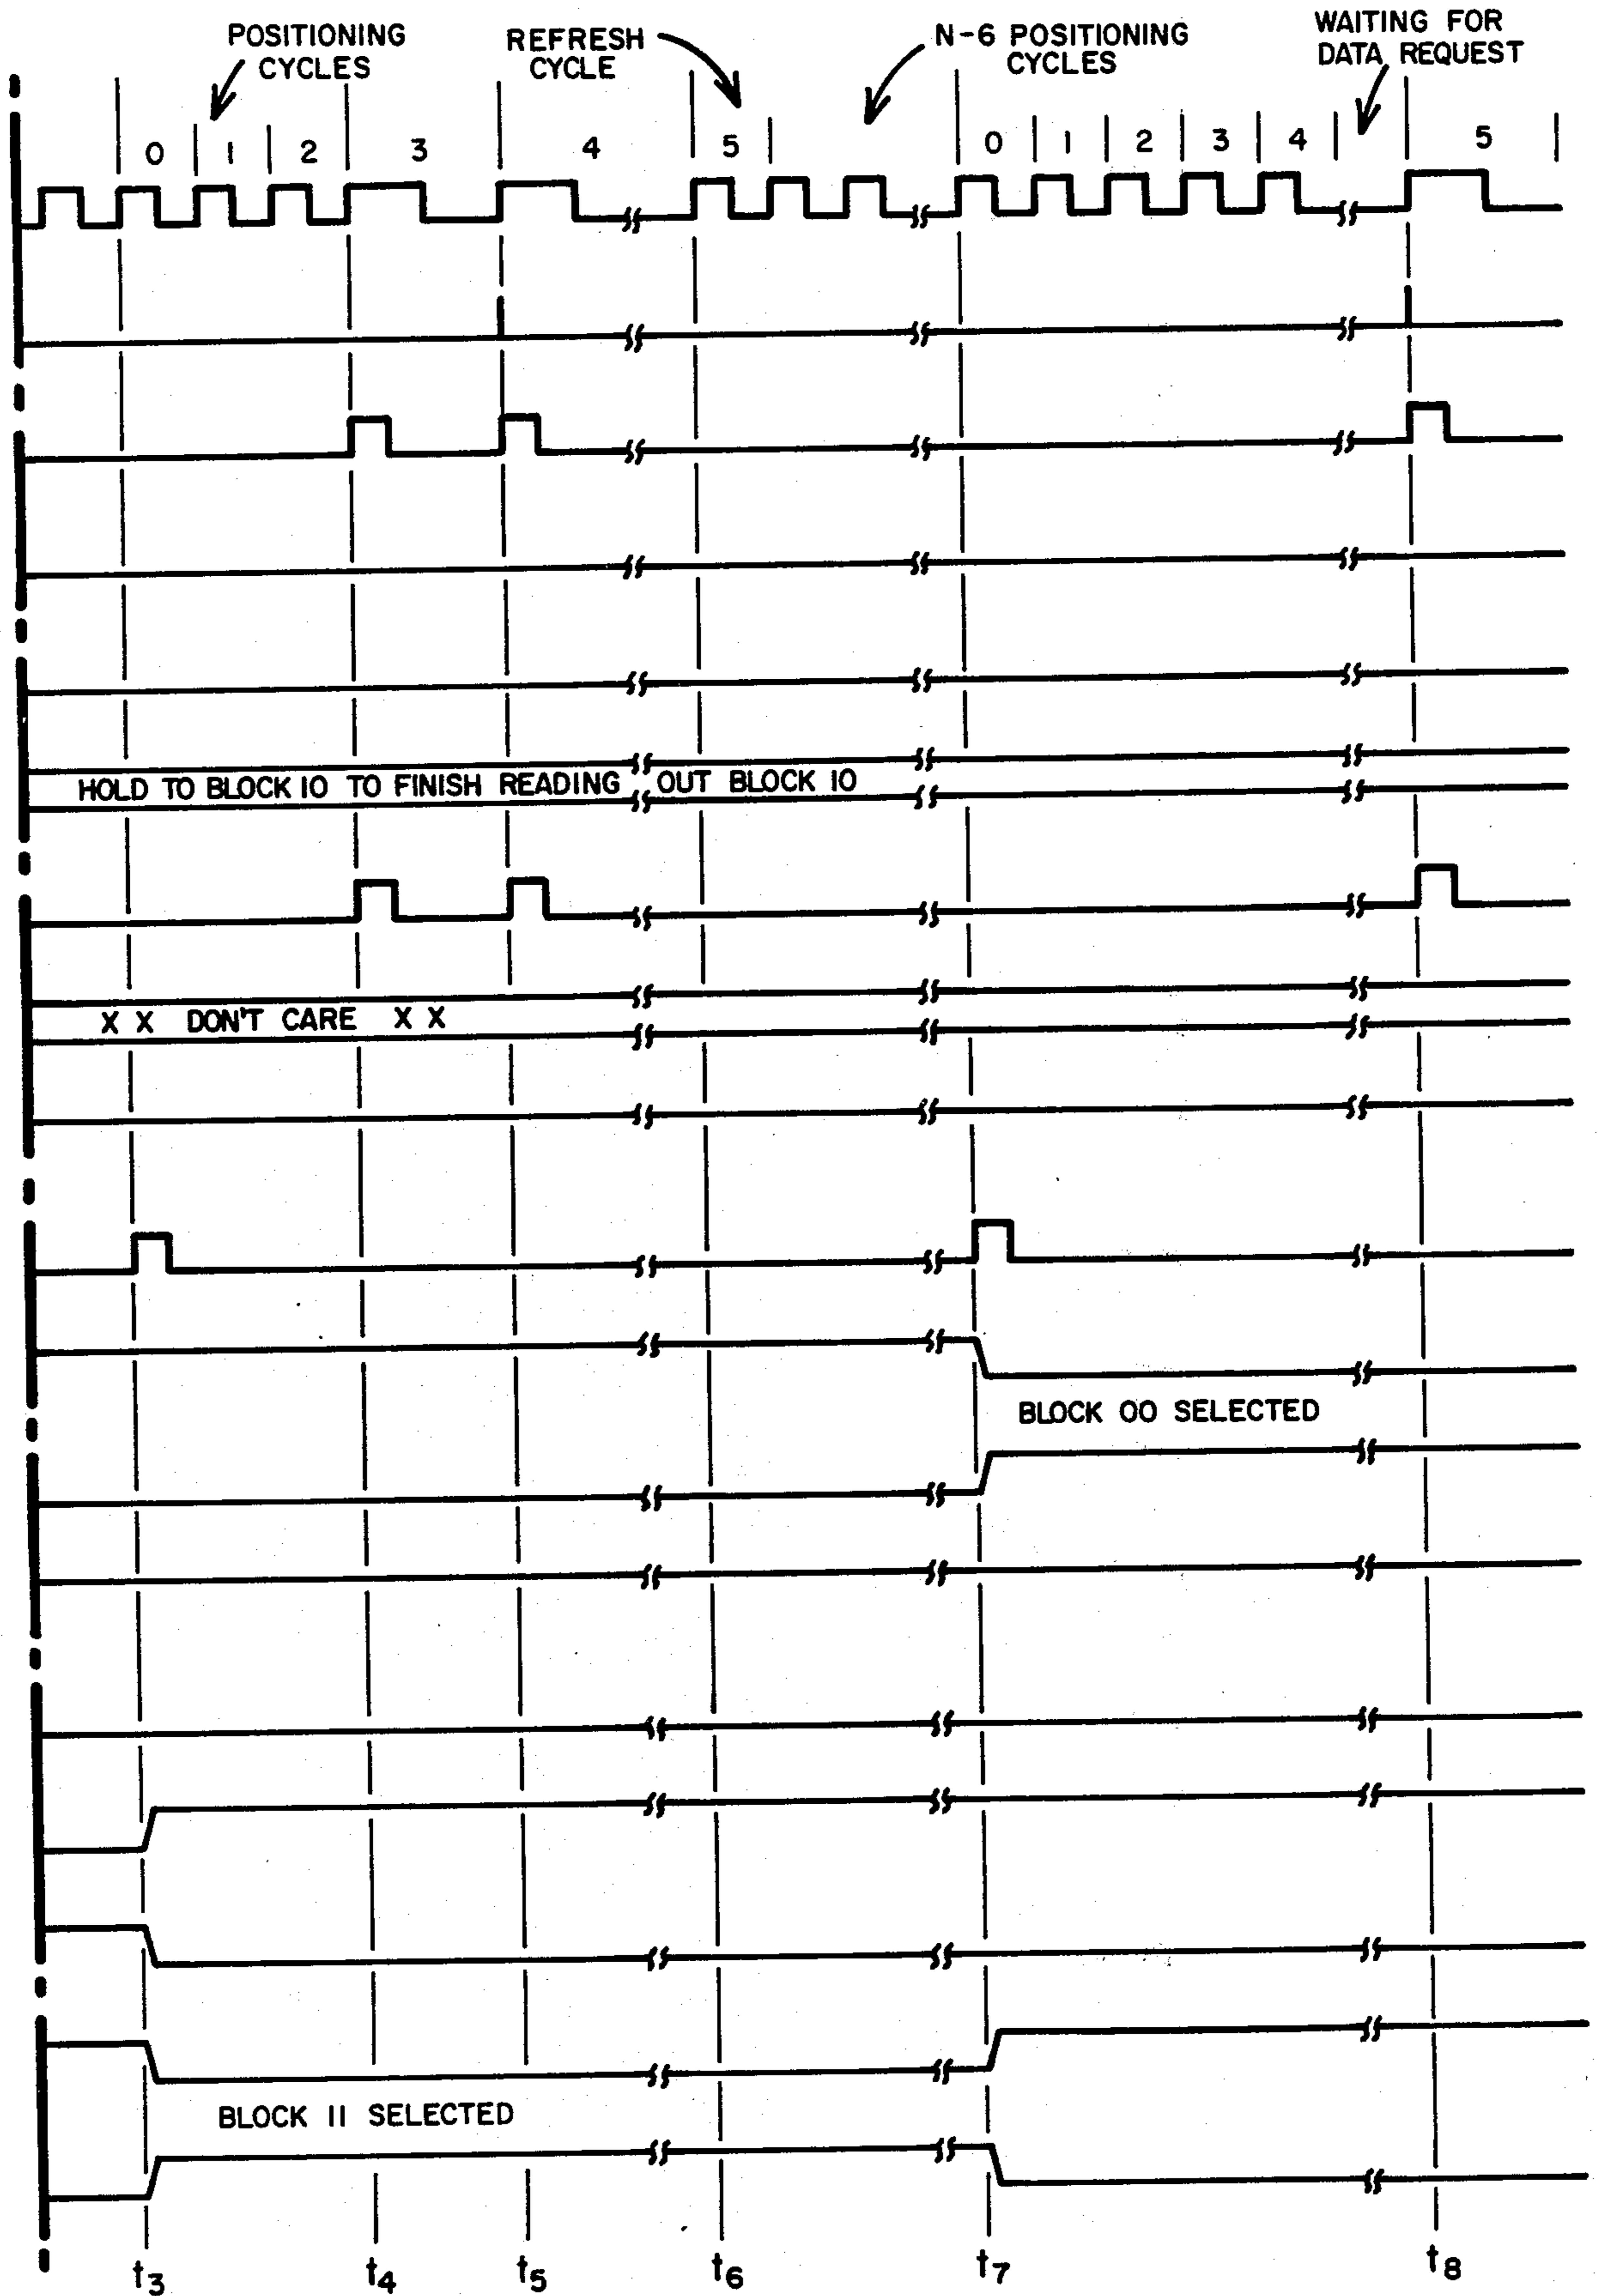 POSITIONING
CYCLES
REFRESH
CYCLE
N-6 POSITIONING
CYCLES
WAITING FOR
DATA REQUEST
0 1 2 3 4 5 0 1 2 3 4 5
HOLD TO BLOCK 10 TO FINISH READING OUT BLOCK 10
X X DON'T CARE X X
BLOCK 00 SELECTED
BLOCK 11 SELECTED
t3 t4 t5 t6 t7 t8